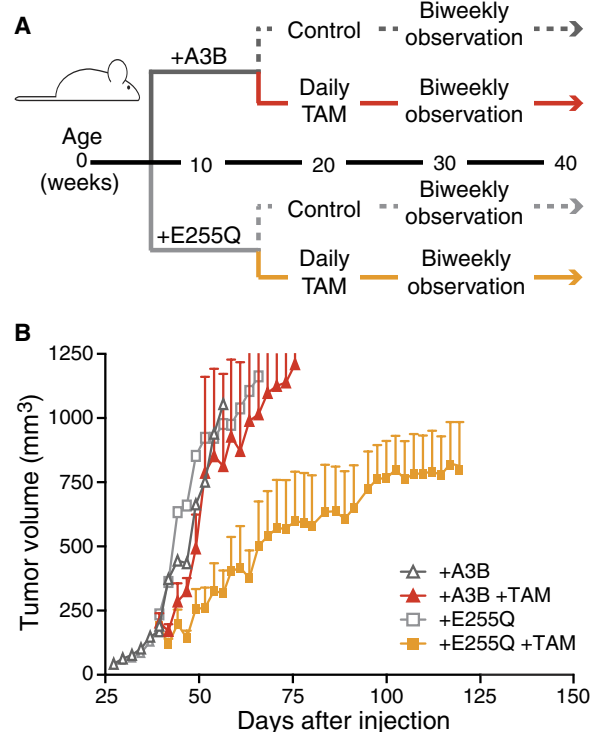 A
+A3B
Control
Biweekly
observation
Daily
TAM
Biweekly
observation
Age
0
(weeks)
10
20
30
40
+E255Q
Control
Biweekly
observation
Daily
TAM
Biweekly
observation
B
Tumor volume (mm³)
1250
1000
750
500
250
0
25
50
75
100
125
150
Days after injection
+A3B
+A3B +TAM
+E255Q
+E255Q +TAM